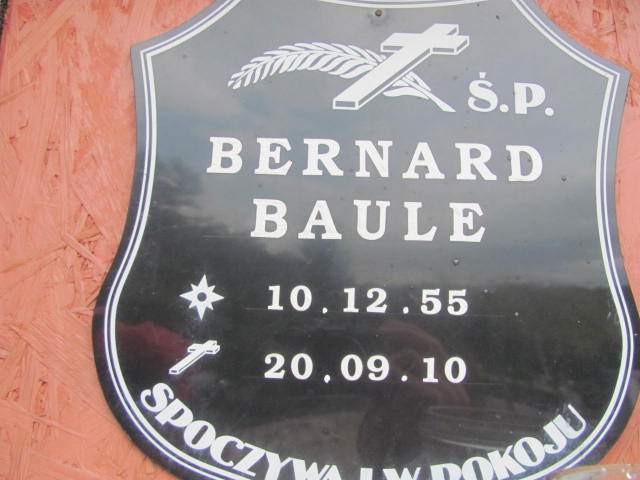 Ś.P.
BERNARD
BAULE
10.12.55
20.09.10
SPOCZYWAJ W POKOJU